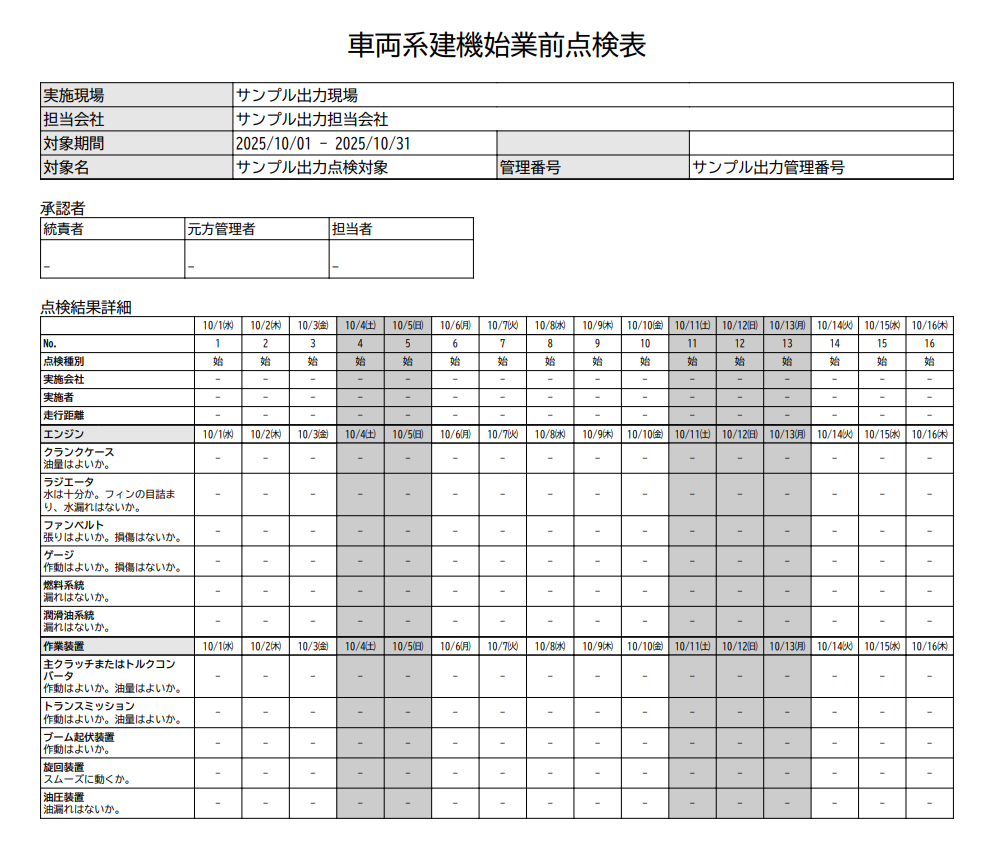 車両系建機始業前点検表
実施現場 サンプル出力現場
担当会社 サンプル出力担当会社
対象期間 2025/10/01 - 2025/10/31
対象名 サンプル出力点検対象 管理番号 サンプル出力管理番号
承認者
統責者 元方管理者 担当者
- - -
点検結果詳細
10/1(水) 10/2(木) 10/3(金) 10/4(土) 10/5(日) 10/6(月) 10/7(火) 10/8(水) 10/9(木) 10/10(金) 10/11(土) 10/12(日) 10/13(月) 10/14(火) 10/15(水) 10/16(木)
No. 1 2 3 4 5 6 7 8 9 10 11 12 13 14 15 16
点検種別 始 始 始 始 始 始 始 始 始 始 始 始 始 始 始 始
実施会社 - - - - - - - - - - - - - - - -
実施者 - - - - - - - - - - - - - - - -
走行距離 - - - - - - - - - - - - - - - -
エンジン 10/1(水) 10/2(木) 10/3(金) 10/4(土) 10/5(日) 10/6(月) 10/7(火) 10/8(水) 10/9(木) 10/10(金) 10/11(土) 10/12(日) 10/13(月) 10/14(火) 10/15(水) 10/16(木)
クランクケース
油量はよいか。 - - - - - - - - - - - - - - - -
ラジエータ
水は十分か。フィンの目詰ま - - - - - - - - - - - - - - - -
り、水漏れはないか。
ファンベルト
張りはよいか。損傷はないか。 - - - - - - - - - - - - - - - -
ゲージ
作動はよいか。損傷はないか。 - - - - - - - - - - - - - - - -
燃料系統
漏れはないか。 - - - - - - - - - - - - - - - -
潤滑油系統
漏れはないか。 - - - - - - - - - - - - - - - -
作業装置 10/1(水) 10/2(木) 10/3(金) 10/4(土) 10/5(日) 10/6(月) 10/7(火) 10/8(水) 10/9(木) 10/10(金) 10/11(土) 10/12(日) 10/13(月) 10/14(火) 10/15(水) 10/16(木)
主クラッチまたはトルクコン
バータ - - - - - - - - - - - - - - - -
作動はよいか。油量はよいか。
トランスミッション
作動はよいか。油量はよいか。 - - - - - - - - - - - - - - - -
ブーム起伏装置
作動はよいか。 - - - - - - - - - - - - - - - -
旋回装置
スムーズに動くか。 - - - - - - - - - - - - - - - -
油圧装置
油漏れはないか。 - - - - - - - - - - - - - - - -